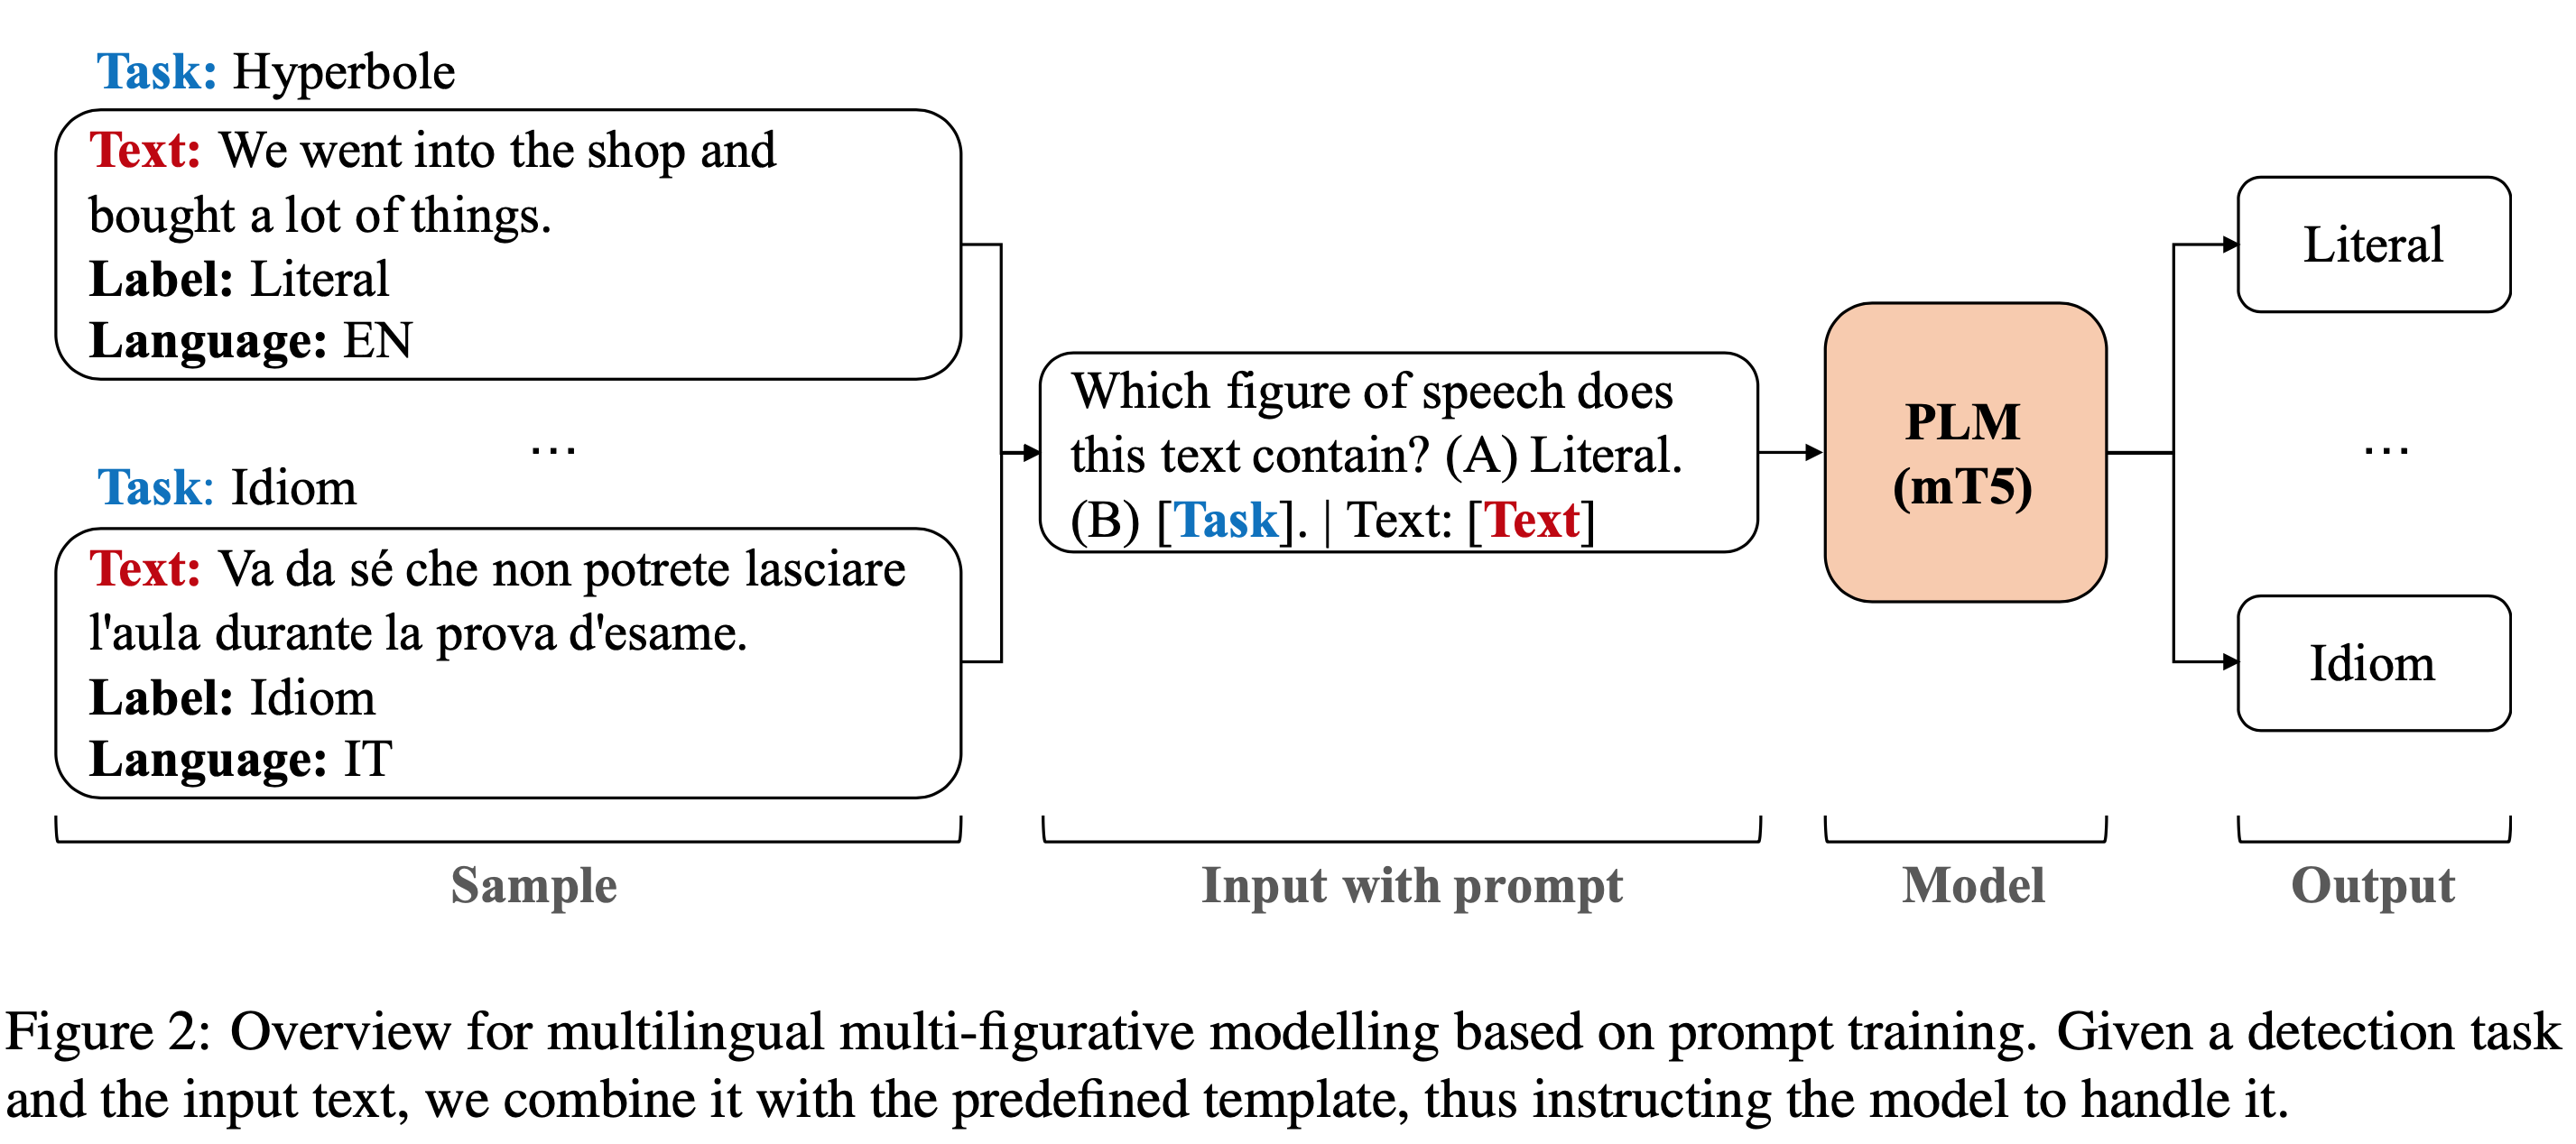 Task: Hyperbole
Text: We went into the shop and
bought a lot of things.
Label: Literal
Language: EN
...
Task: Idiom
Text: Va da sé che non potrete lasciare
l'aula durante la prova d'esame.
Label: Idiom
Language: IT
Sample
Which figure of speech does
this text contain? (A) Literal.
(B) [Task]. | Text: [Text]
Input with prompt
PLM
(mT5)
Model
Literal
...
Idiom
Output
Figure 2: Overview for multilingual multi-figurative modelling based on prompt training. Given a detection task
and the input text, we combine it with the predefined template, thus instructing the model to handle it.